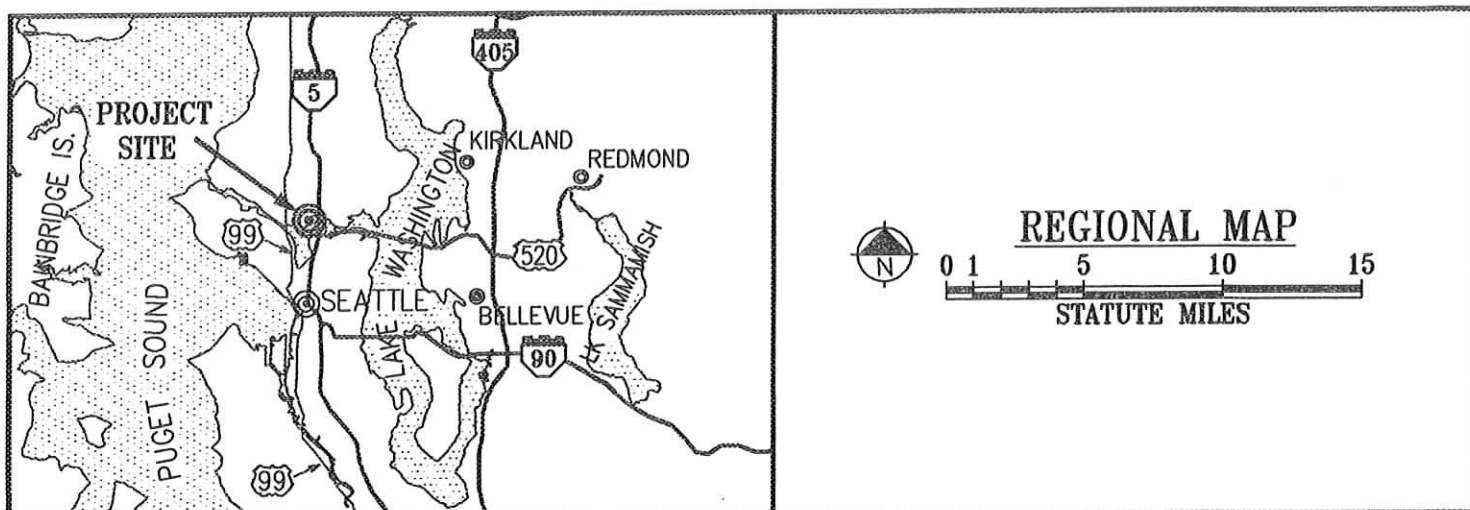 405
5
PROJECT
SITE
KIRKLAND
REDMOND
BAINBRIDGE IS.
99
LAKE WASHINGTON
520
LK SAMMAMISH
SEATTLE
BELLEVUE
PUGET SOUND
90
99
N
REGIONAL MAP
0 1 5 10 15
STATUTE MILES